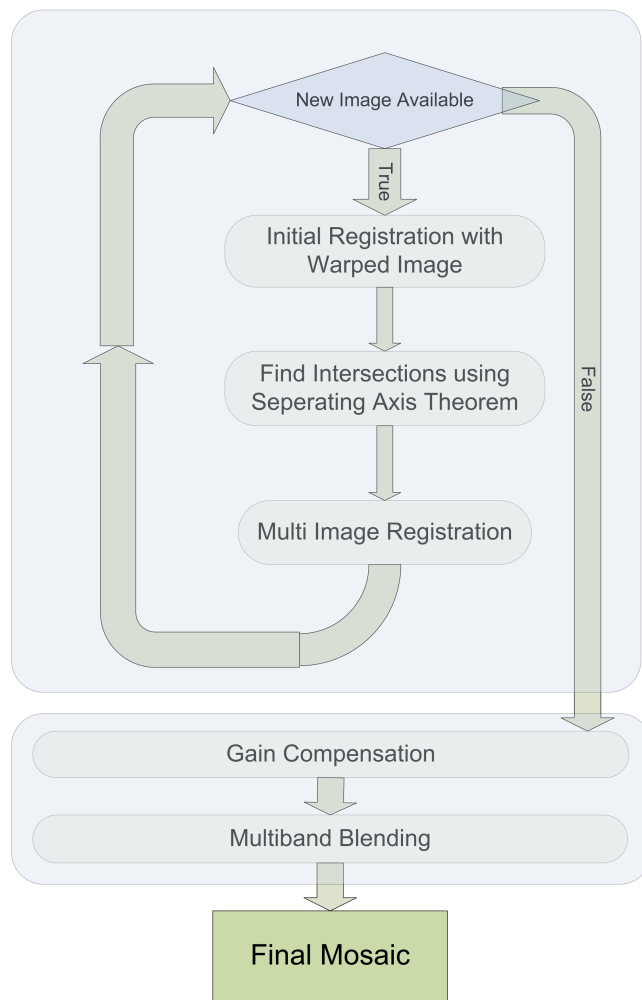 New Image Available
True
Initial Registration with
Warped Image
Find Intersections using
Seperating Axis Theorem
False
Multi Image Registration
Gain Compensation
Multiband Blending
Final Mosaic